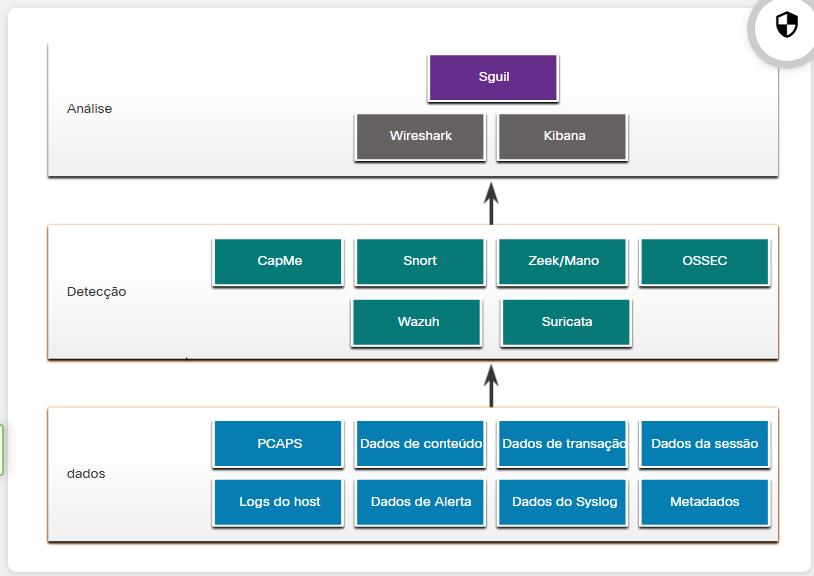 Sguil
Análise
Wireshark
Kibana
CapMe
Snort
Zeek/Mano
OSSEC
Detecção
Wazuh
Suricata
PCAPS
Dados de conteúdo
Dados de transação
Dados da sessão
dados
Logs do host
Dados de Alerta
Dados do Syslog
Metadados